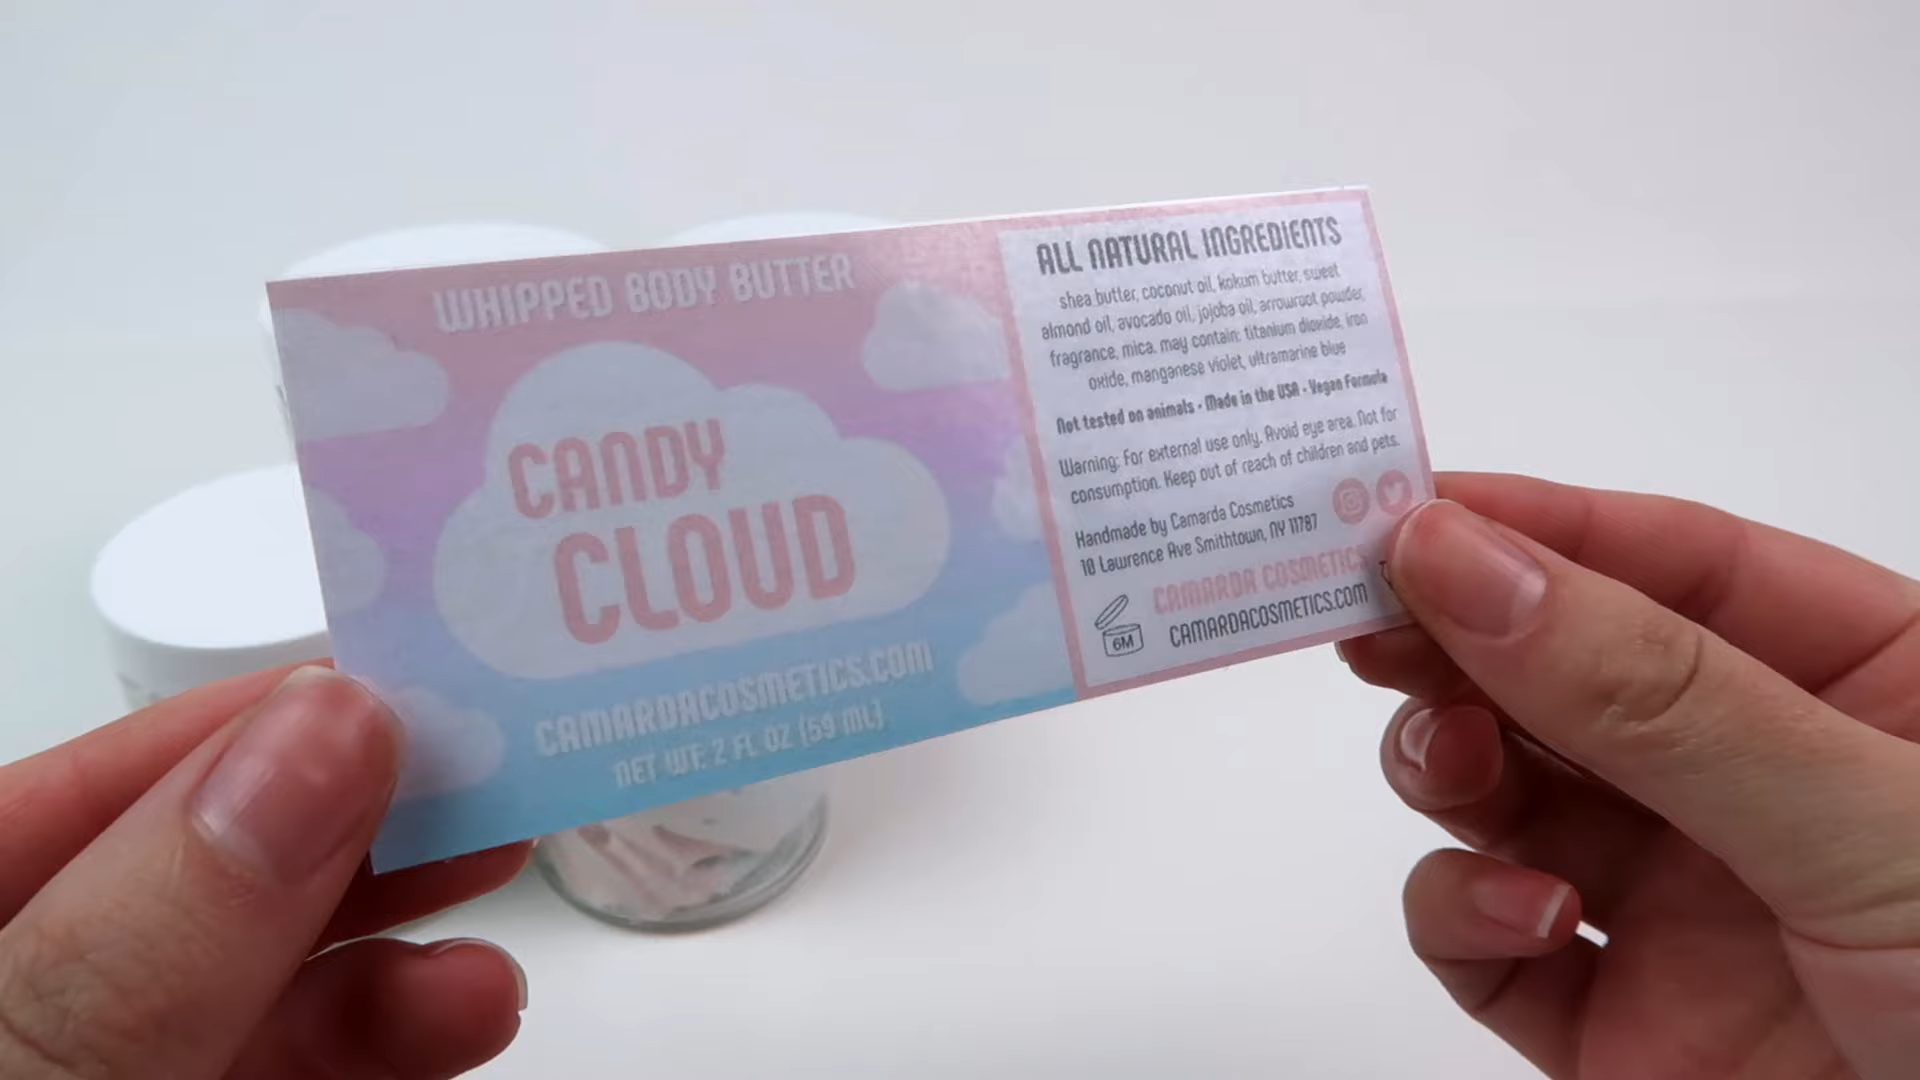 WHIPPED BODY BUTTER
CANDY
CLOUD
CAMARDACOSMETICS.COM
NET WT: 2 FL OZ (59 mL)
ALL NATURAL INGREDIENTS
shea butter, coconut oil, kokum butter, sweet
almond oil, avocado oil, jojoba oil, arrowroot powder,
fragrance, mica. may contain: titanium dioxide, iron
oxide, manganese violet, ultramarine blue
Not tested on animals • Made in the USA • Vegan Formula
Warning: For external use only. Avoid eye area. Not for
consumption. Keep out of reach of children and pets.
Handmade by Camarda Cosmetics
10 Lawrence Ave Smithtown, NY 11787
CAMARDA COSMETICS
CAMARDACOSMETICS.COM
6M